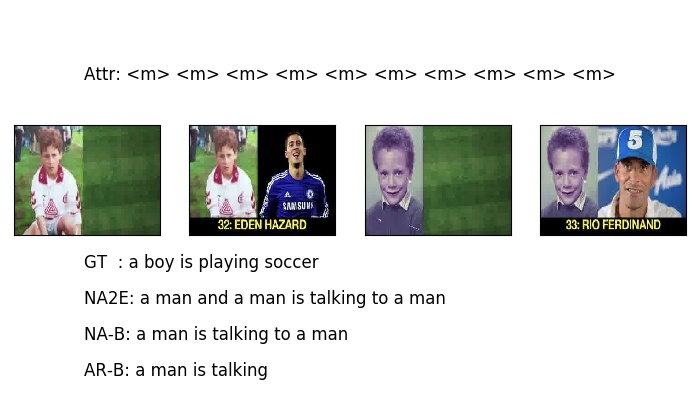 Attr: <m> <m> <m> <m> <m> <m> <m> <m> <m> <m>
SAMSUNG
32: EDEN HAZARD
5
33: RIO FERDINAND
GT  : a boy is playing soccer
NA2E: a man and a man is talking to a man
NA-B: a man is talking to a man
AR-B: a man is talking